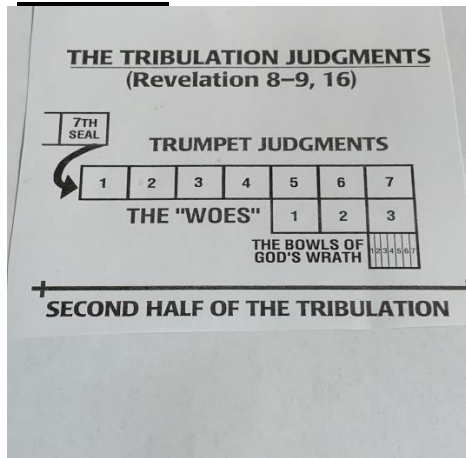 THE TRIBULATION JUDGMENTS
(Revelation 8–9, 16)
7TH
SEAL
TRUMPET JUDGMENTS
1 2 3 4 5 6 7
THE "WOES" 1 2 3
THE BOWLS OF
GOD'S WRATH 1 2 3 4 5 6 7
SECOND HALF OF THE TRIBULATION